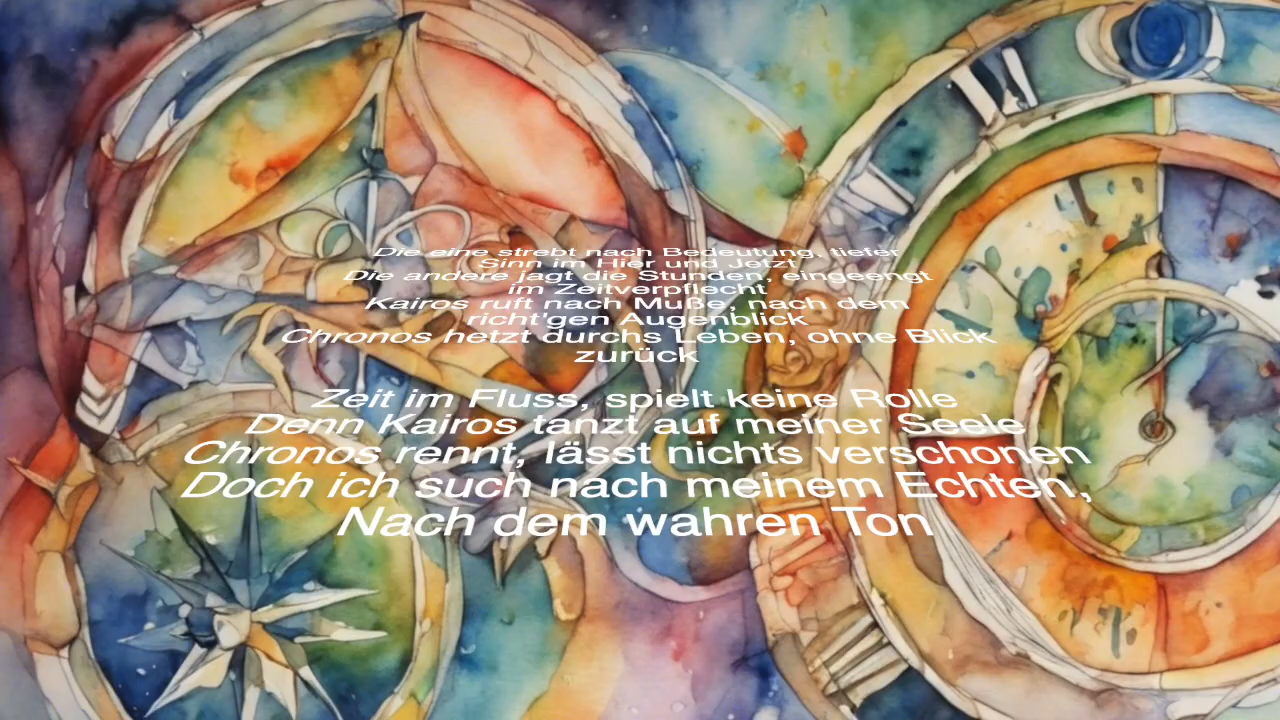 Die eine strebt nach Bedeutung, tiefer
Sinn im Hier und Jetzt
Die andere jagt die Stunden, eingeengt
im Zeitverpflecht
Kairos ruft nach Muße, nach dem
richt'gen Augenblick
Chronos hetzt durchs Leben, ohne Blick
zurück
Zeit im Fluss, spielt keine Rolle
Denn Kairos tanzt auf meiner Seele
Chronos rennt, lässt nichts verschonen
Doch ich such nach meinem Echten,
Nach dem wahren Ton